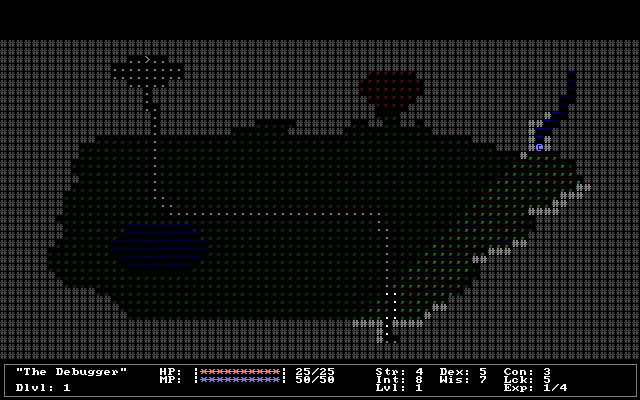 "The Debugger" HP: |**********| 25/25 Str: 4 Dex: 5 Con: 3
MP: |**********| 50/50 Int: 8 Wis: 7 Lck: 5
Dlvl: 1 Lvl: 1 Exp: 1/4